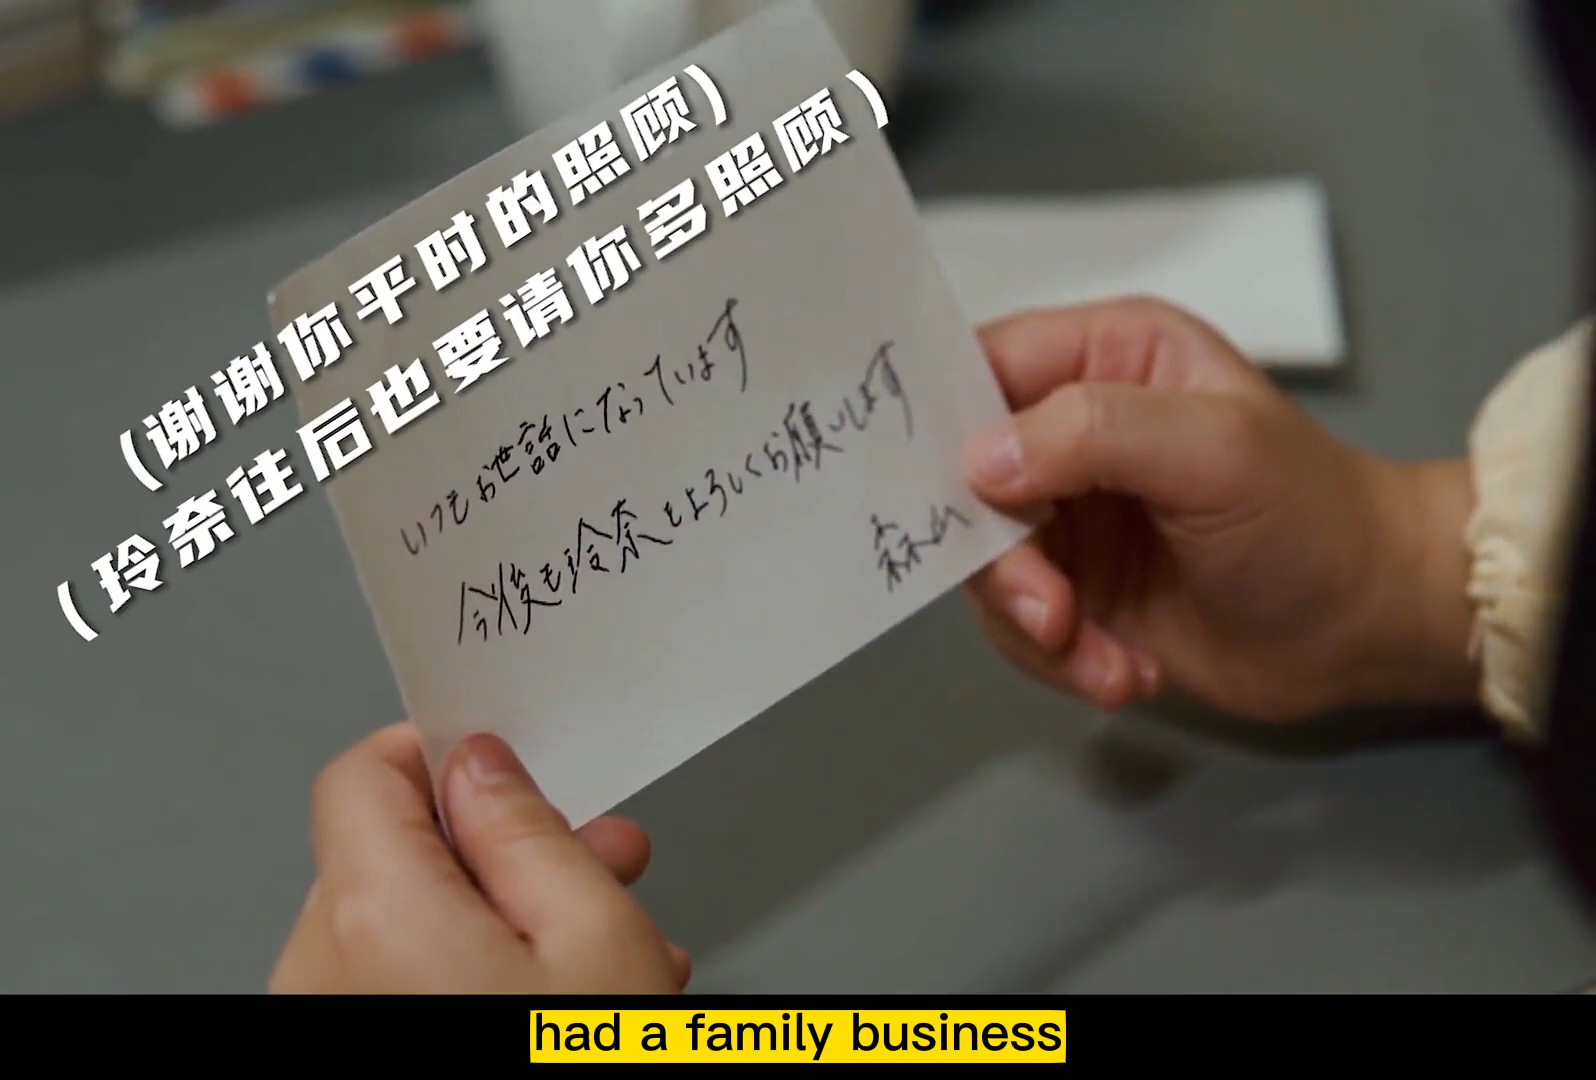 (谢谢你平时的照顾)
(玲奈往后也要请你多照顾)
いつもお世話になっています
今後も玲奈をよろしくお願いします
森山
had a family business